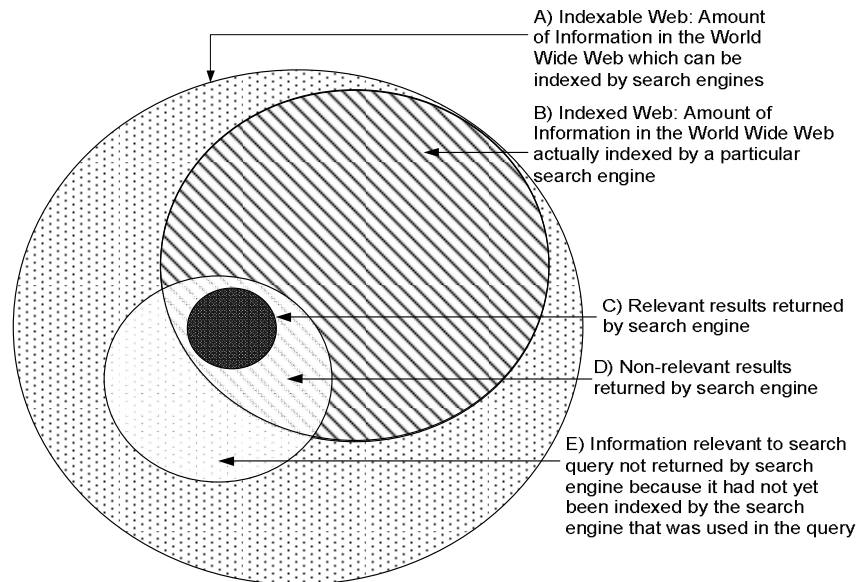 A) Indexable Web: Amount
of Information in the World
Wide Web which can be
indexed by search engines
B) Indexed Web: Amount of
Information in the World Wide Web
actually indexed by a particular
search engine
C) Relevant results returned
by search engine
D) Non-relevant results
returned by search engine
E) Information relevant to search
query not returned by search
engine because it had not yet
been indexed by the search
engine that was used in the query